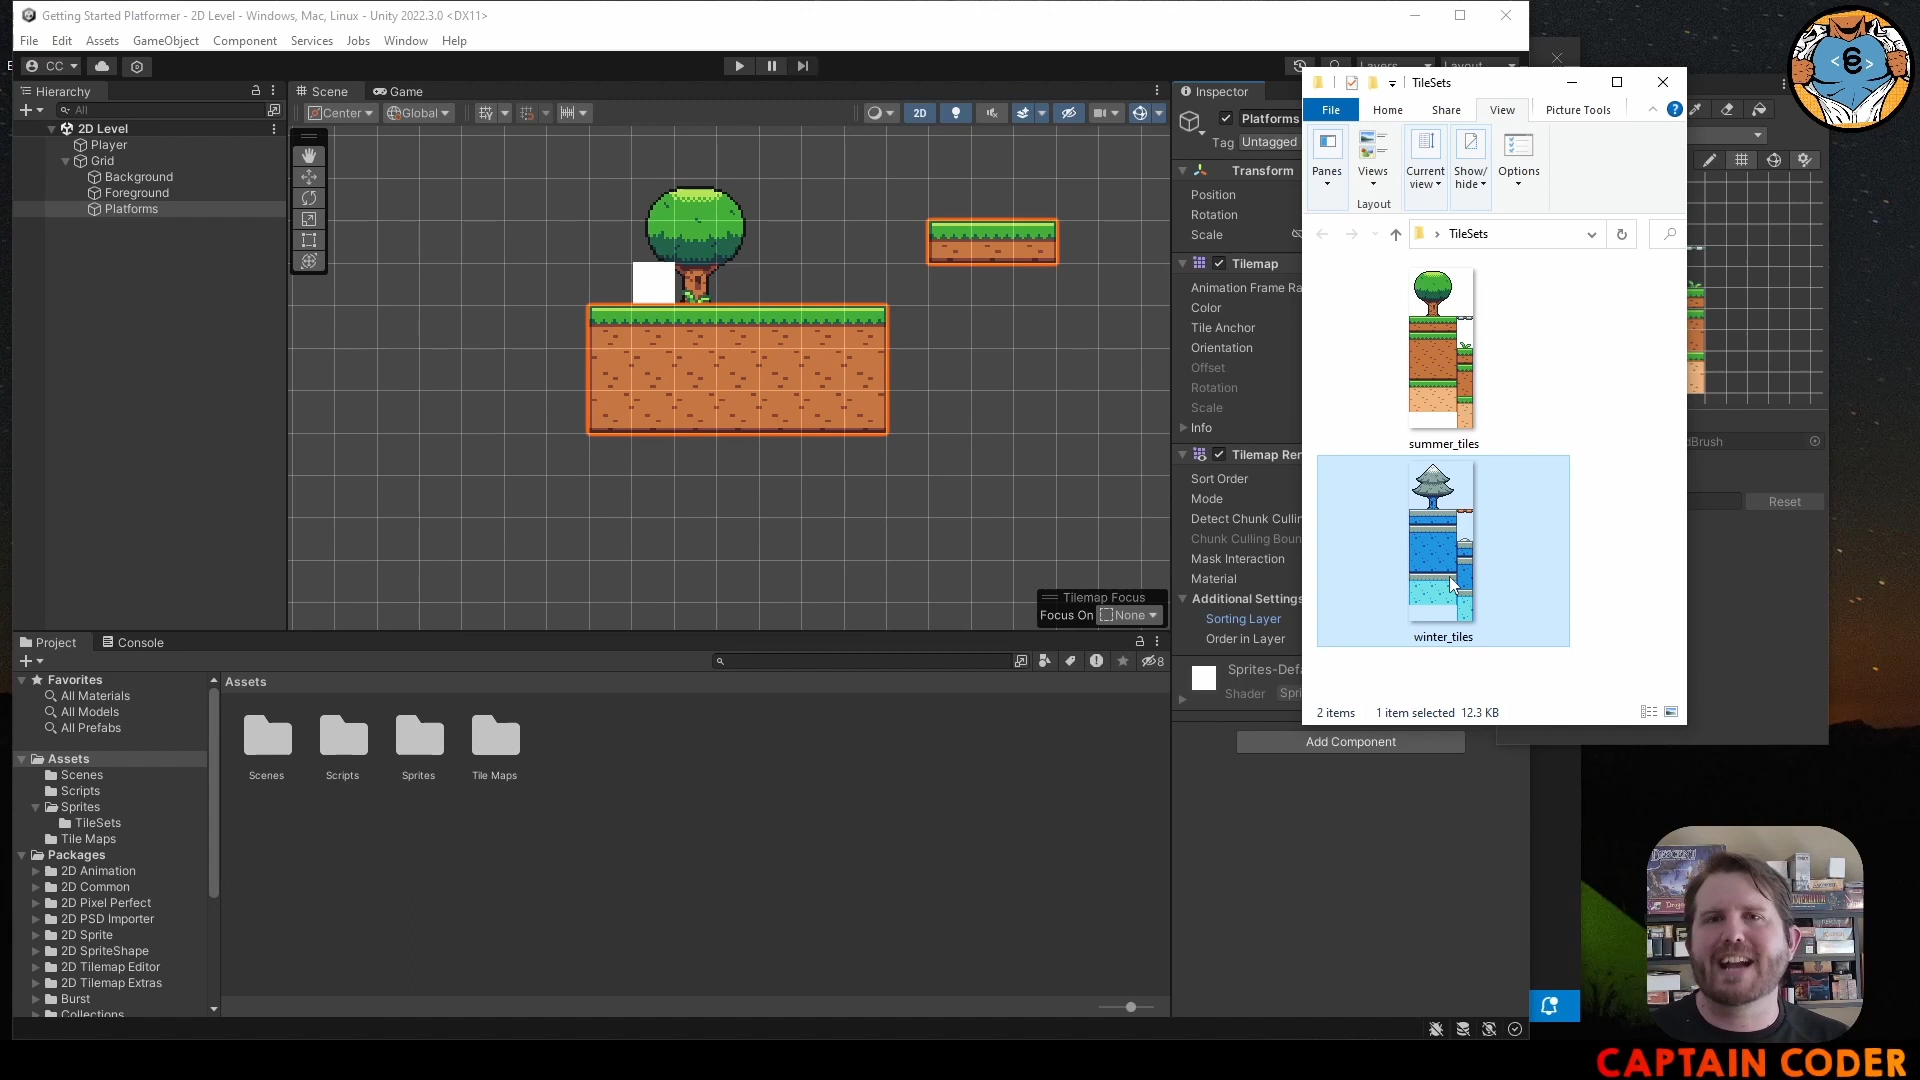 Getting Started Platformer - 2D Level - Windows, Mac, Linux - Unity 2022.3.0 <DX11>
File Edit Assets GameObject Component Services Jobs Window Help
CC
Layers Layout
Hierarchy
All
2D Level
Player
Grid
Background
Foreground
Platforms
Scene Game
Center Global 2D
Tilemap Focus
Focus On None
Inspector
Platforms
Tag Untagged
Transform
Position
Rotation
Scale
Tilemap
Animation Frame Ra
Color
Tile Anchor
Orientation
Offset
Rotation
Scale
Info
Tilemap Ren
Sort Order
Mode
Detect Chunk Cullin
Chunk Culling Boun
Mask Interaction
Material
Additional Settings
Sorting Layer
Order in Layer
Sprites-Defa
Shader Spri
Add Component
TileSets
File Home Share View Picture Tools
Panes
Views
Current view
Show/ hide
Options
Layout
TileSets
summer_tiles
winter_tiles
2 items 1 item selected 12.3 KB
dBrush
Reset
Project Console
8
Favorites
All Materials
All Models
All Prefabs
Assets
Scenes
Scripts
Sprites
TileSets
Tile Maps
Packages
2D Animation
2D Common
2D Pixel Perfect
2D PSD Importer
2D Sprite
2D SpriteShape
2D Tilemap Editor
2D Tilemap Extras
Burst
Collections
Assets
Scenes Scripts Sprites Tile Maps
DESCENT
CAPTAIN CODER